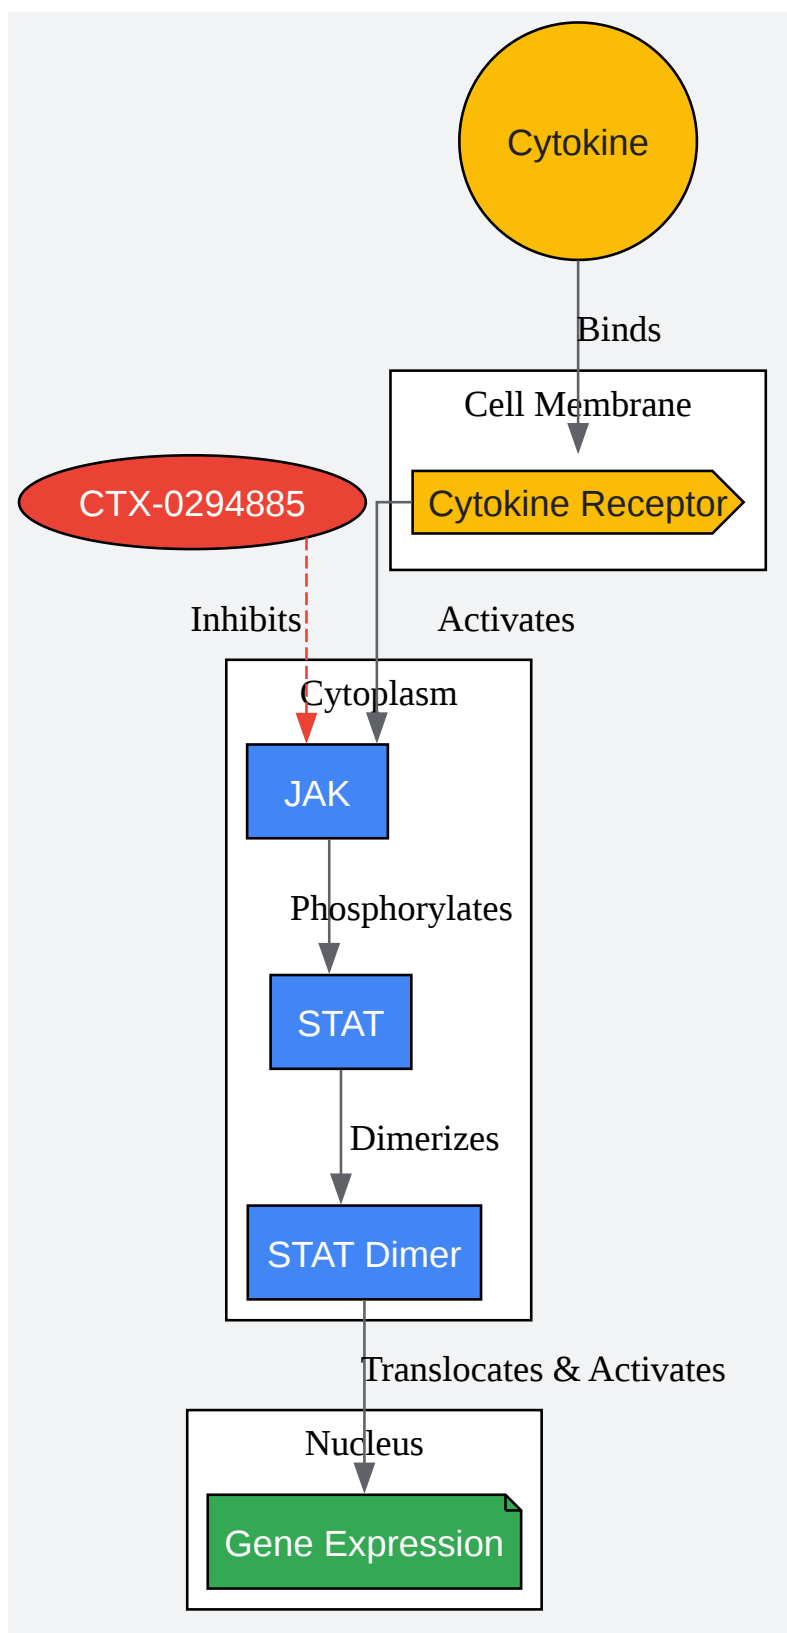 Cytokine
Binds
Cell Membrane
CTX-0294885
Cytokine Receptor
Inhibits
Activates
Cytoplasm
JAK
Phosphorylates
STAT
Dimerizes
STAT Dimer
Translocates & Activates
Nucleus
Gene Expression